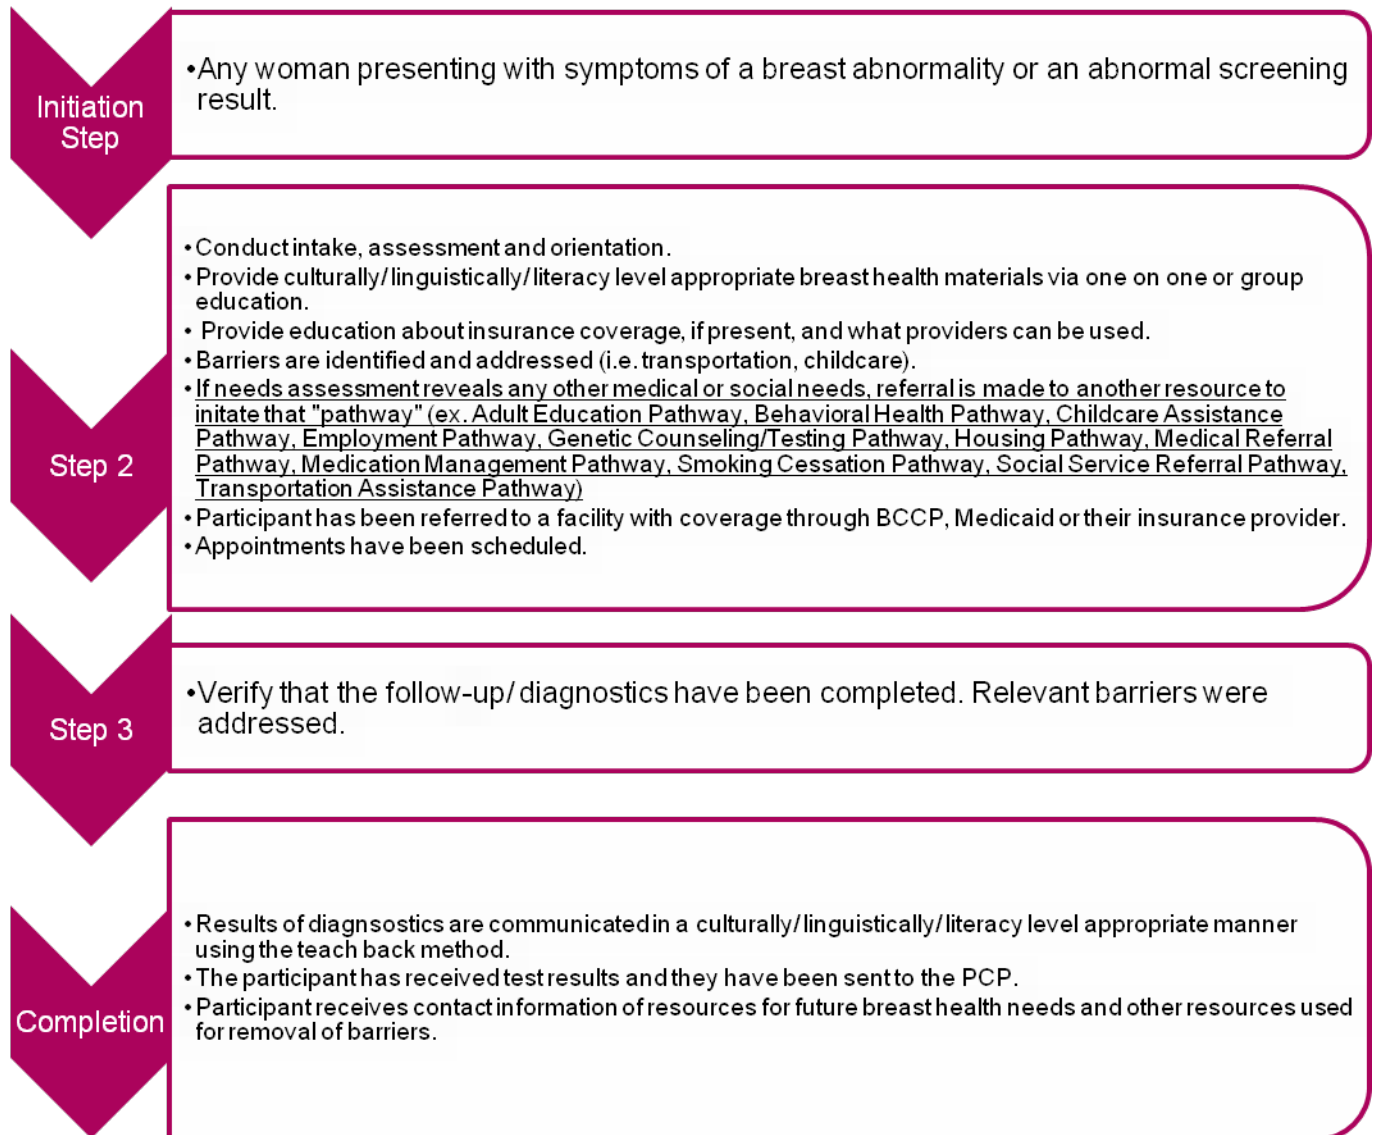 Initiation
Step
•Any woman presenting with symptoms of a breast abnormality or an abnormal screening
result.
Step 2
•Conduct intake, assessment and orientation.
•Provide culturally/linguistically/literacy level appropriate breast health materials via one on one or group
education.
• Provide education about insurance coverage, if present, and what providers can be used.
•Barriers are identified and addressed (i.e. transportation, childcare).
•If needs assessment reveals any other medical or social needs, referral is made to another resource to
initate that "pathway" (ex. Adult Education Pathway, Behavioral Health Pathway, Childcare Assistance
Pathway, Employment Pathway, Genetic Counseling/Testing Pathway, Housing Pathway, Medical Referral
Pathway, Medication Management Pathway, Smoking Cessation Pathway, Social Service Referral Pathway,
Transportation Assistance Pathway)
•Participant has been referred to a facility with coverage through BCCP, Medicaid or their insurance provider.
•Appointments have been scheduled.
Step 3
•Verify that the follow-up/ diagnostics have been completed. Relevant barriers were
addressed.
Completion
•Results of diagnsostics are communicated in a culturally/linguistically/literacy level appropriate manner
using the teach back method.
•The participant has received test results and they have been sent to the PCP.
•Participant receives contact information of resources for future breast health needs and other resources used
for removal of barriers.